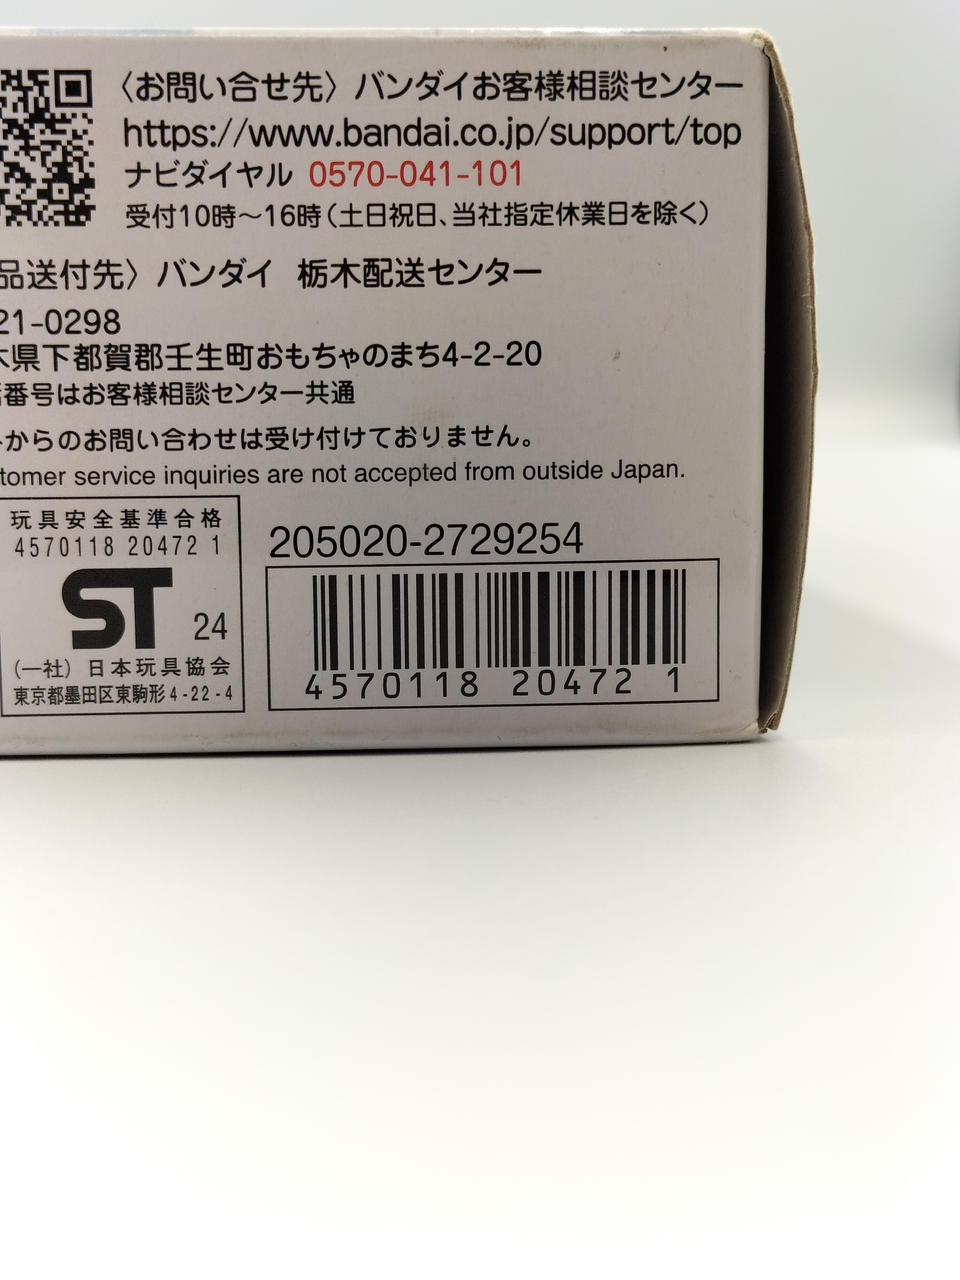 〈お問い合せ先〉バンダイお客様相談センター
https://www.bandai.co.jp/support/top
ナビダイヤル 0570-041-101
受付10時～16時（土日祝日、当社指定休業日を除く）
品送付先〉バンダイ 栃木配送センター
21-0298
木県下都賀郡壬生町おもちゃのまち4-2-20
番号はお客様相談センター共通
からのお問い合わせは受け付けておりません。
tomer service inquiries are not accepted from outside Japan.
玩具安全基準合格
4570118 20472 1
ST 24
（一社）日本玩具協会
東京都墨田区東駒形4-22-4
205020-2729254
4570118 20472 1